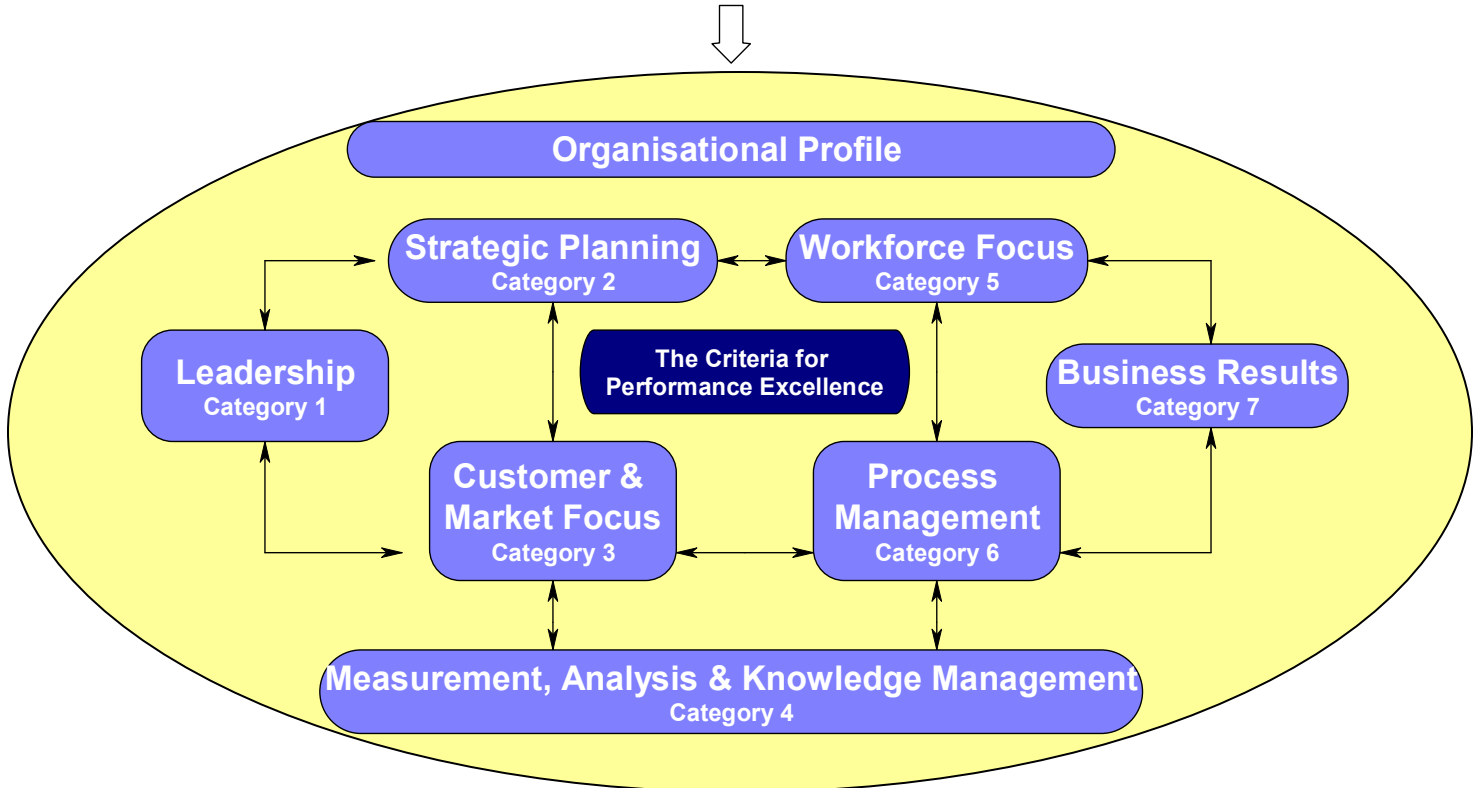 Organisational Profile
Strategic Planning
Category 2
Workforce Focus
Category 5
The Criteria for
Performance Excellence
Leadership
Category 1
Business Results
Category 7
Customer &
Market Focus
Category 3
Process
Management
Category 6
Measurement, Analysis & Knowledge Management
Category 4